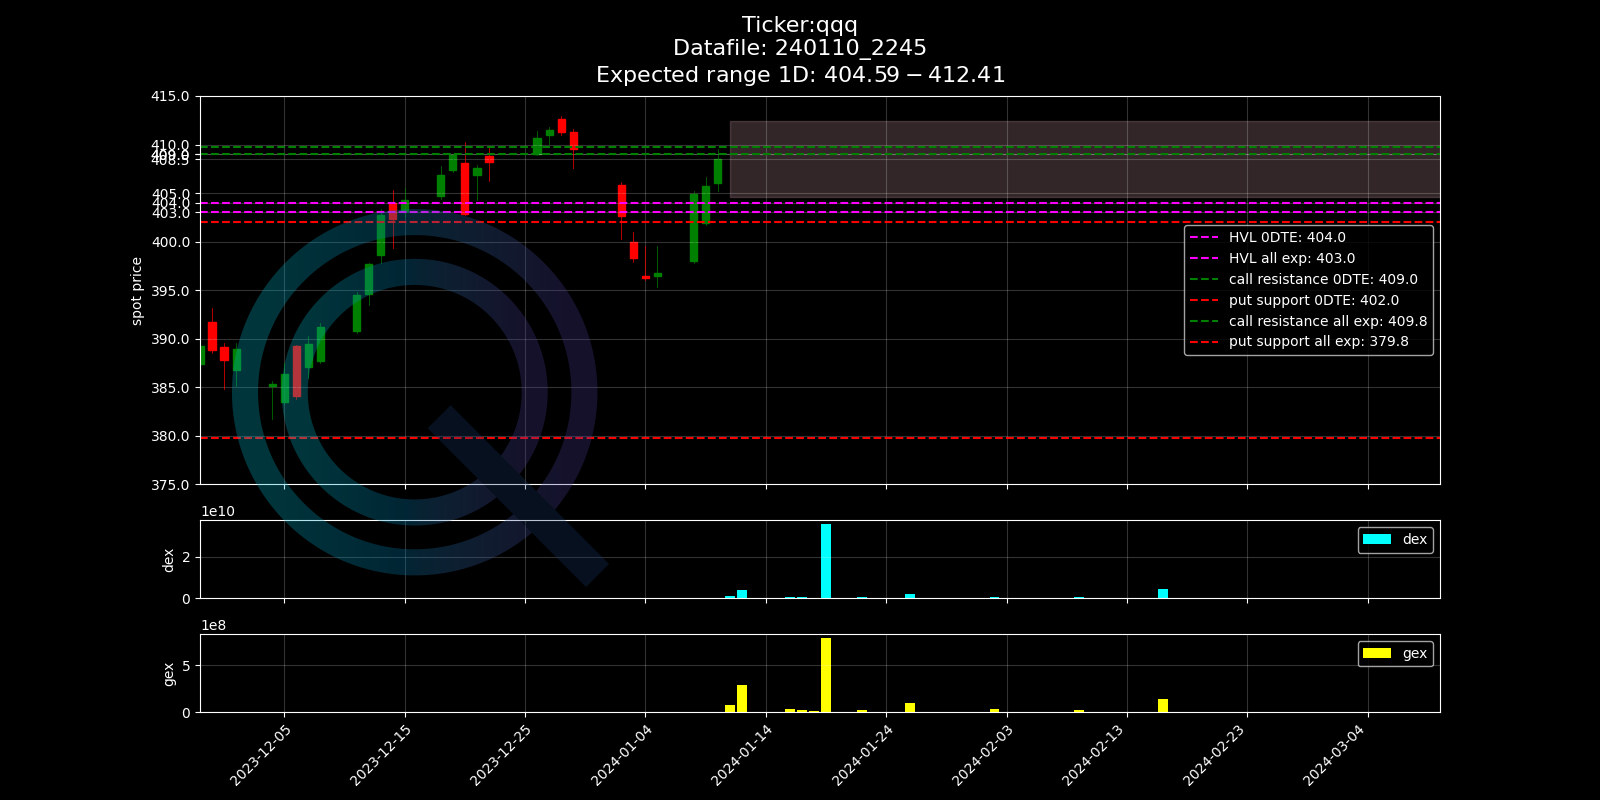 Ticker:qqq
Datafile: 240110_2245
Expected range 1D: 404.59 − 412.41
415.0
410.0
409.8
409.0
408.5
405.0
404.0
403.0
400.0
395.0
390.0
385.0
380.0
375.0
spot price
HVL 0DTE: 404.0
HVL all exp: 403.0
call resistance 0DTE: 409.0
put support 0DTE: 402.0
call resistance all exp: 409.8
put support all exp: 379.8
1e10
2
0
dex
dex
1e8
5
0
gex
gex
2023-12-05
2023-12-15
2023-12-25
2024-01-04
2024-01-14
2024-01-24
2024-02-03
2024-02-13
2024-02-23
2024-03-04